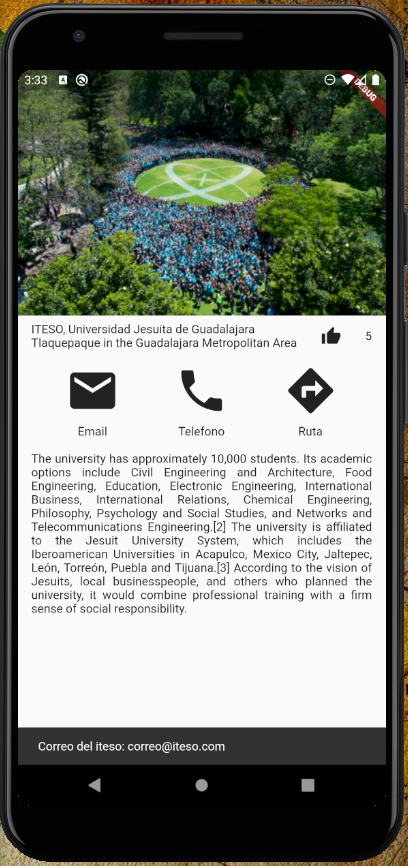 3:33
DEBUG
ITESO, Universidad Jesuita de Guadalajara
Tlaquepaque in the Guadalajara Metropolitan Area
5
Email
Telefono
Ruta
The university has approximately 10,000 students. Its academic
options include Civil Engineering and Architecture, Food
Engineering, Education, Electronic Engineering, International
Business, International Relations, Chemical Engineering,
Philosophy, Psychology and Social Studies, and Networks and
Telecommunications Engineering.[2] The university is affiliated
to the Jesuit University System, which includes the
Iberoamerican Universities in Acapulco, Mexico City, Jaltepec,
León, Torreón, Puebla and Tijuana.[3] According to the vision of
Jesuits, local businesspeople, and others who planned the
university, it would combine professional training with a firm
sense of social responsibility.
Correo del iteso: correo@iteso.com